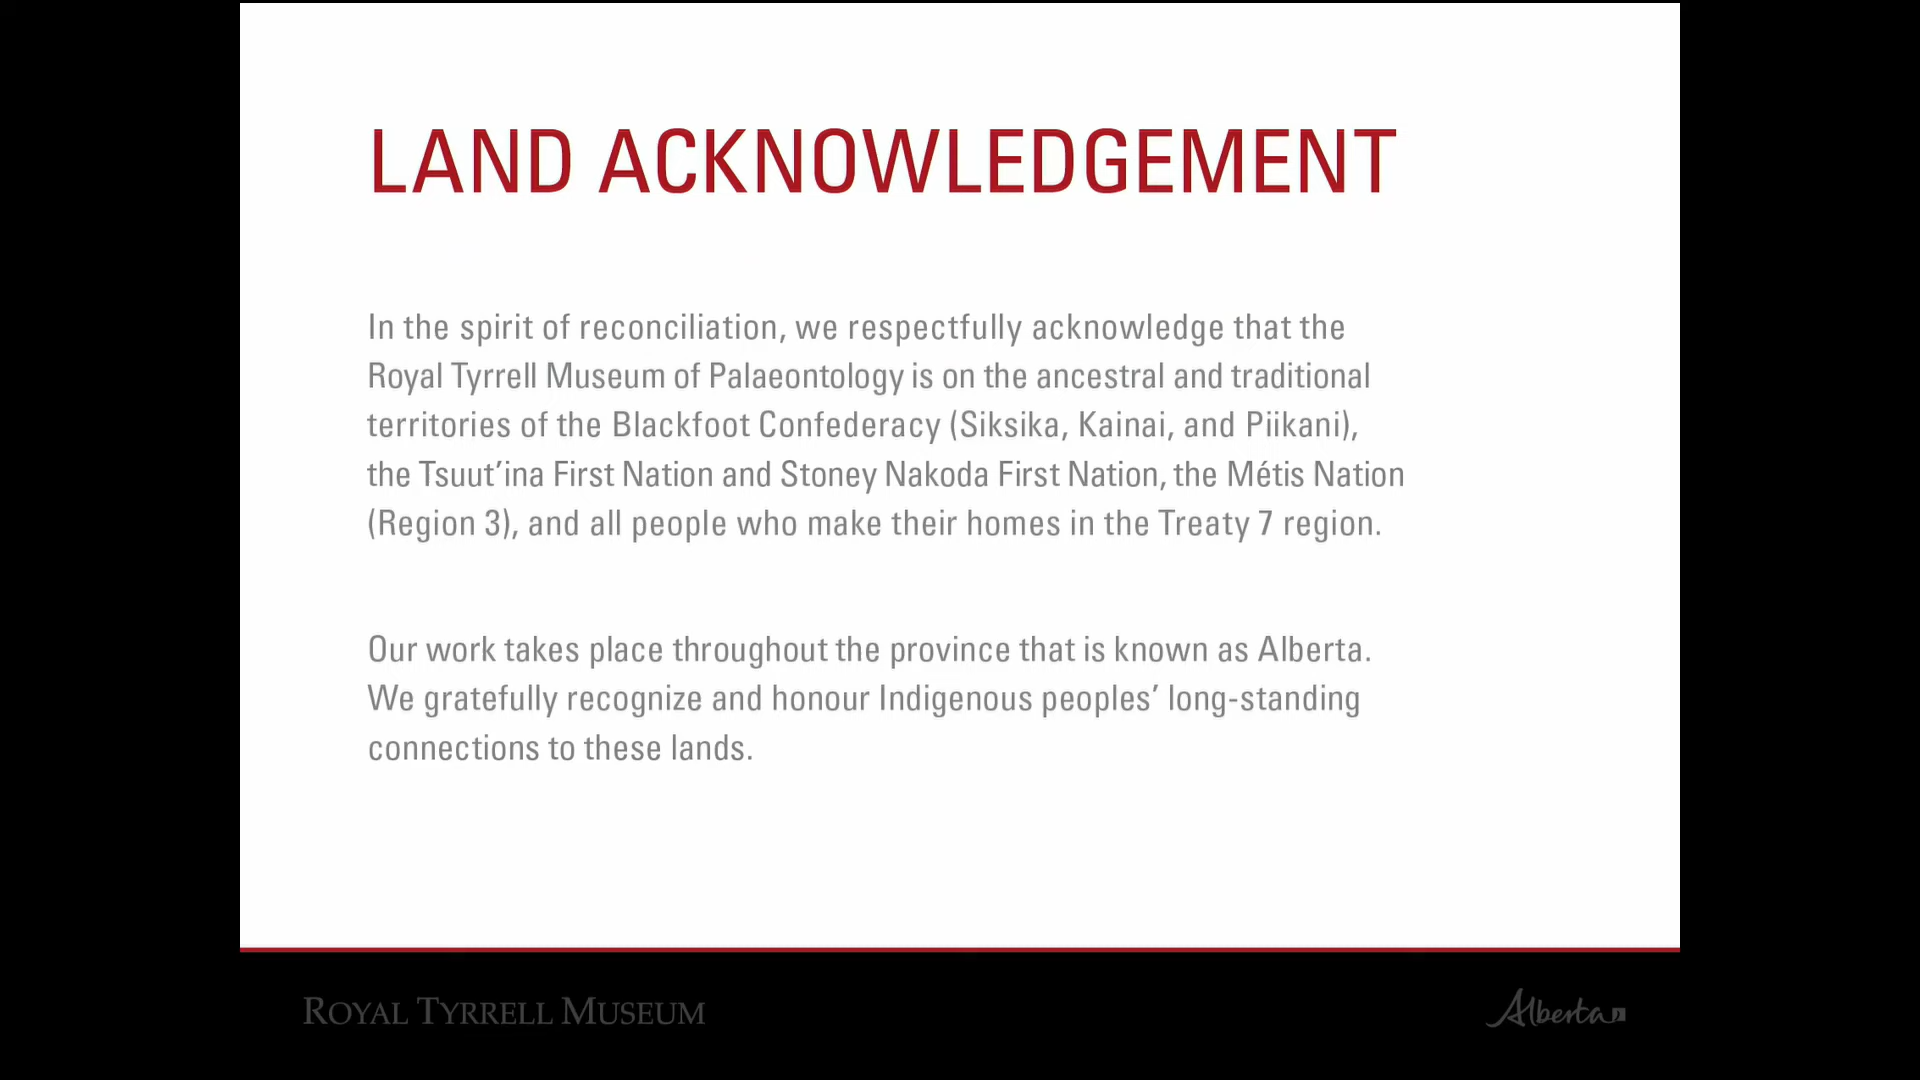 LAND ACKNOWLEDGEMENT
In the spirit of reconciliation, we respectfully acknowledge that the
Royal Tyrrell Museum of Palaeontology is on the ancestral and traditional
territories of the Blackfoot Confederacy (Siksika, Kainai, and Piikani),
the Tsuut’ina First Nation and Stoney Nakoda First Nation, the Métis Nation
(Region 3), and all people who make their homes in the Treaty 7 region.
Our work takes place throughout the province that is known as Alberta.
We gratefully recognize and honour Indigenous peoples’ long-standing
connections to these lands.
ROYAL TYRRELL MUSEUM
Alberta